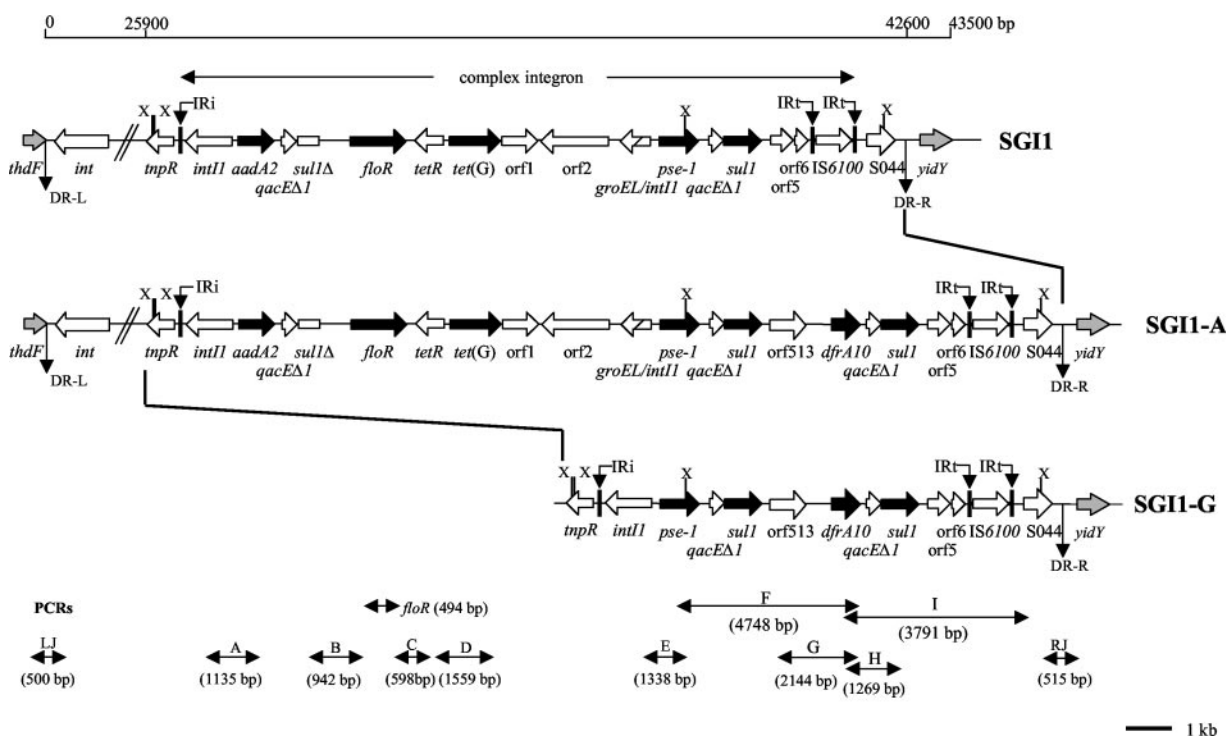 0 25900 42600 43500 bp
complex integron
X X IRi X IRt IRt X
SGI1
thdF int tnpR intI1 aadA2 sul1Δ floR tetR tet(G) orf1 orf2 pse-1 sul1 orf6 IS6100 S044 yidY
qacEΔ1 groEL/intI1 qacEΔ1 orf5
DR-L DR-R
X X IRi X IRt IRt X
SGI1-A
thdF int tnpR intI1 aadA2 sul1Δ floR tetR tet(G) orf1 orf2 pse-1 sul1 orf513 dfrA10 sul1 orf6 IS6100 S044 yidY
qacEΔ1 groEL/intI1 qacEΔ1 qacEΔ1 orf5
DR-L DR-R
X X IRi X IRt IRt X
SGI1-G
tnpR intI1 pse-1 sul1 orf513 dfrA10 sul1 orf6 IS6100 S044 yidY
qacEΔ1 qacEΔ1 orf5
DR-R
PCRs floR (494 bp) F I
(4748 bp) (3791 bp)
LJ A B C D E G H RJ
(500 bp) (1135 bp) (942 bp) (598bp) (1559 bp) (1338 bp) (2144 bp) (1269 bp) (515 bp)
1 kb